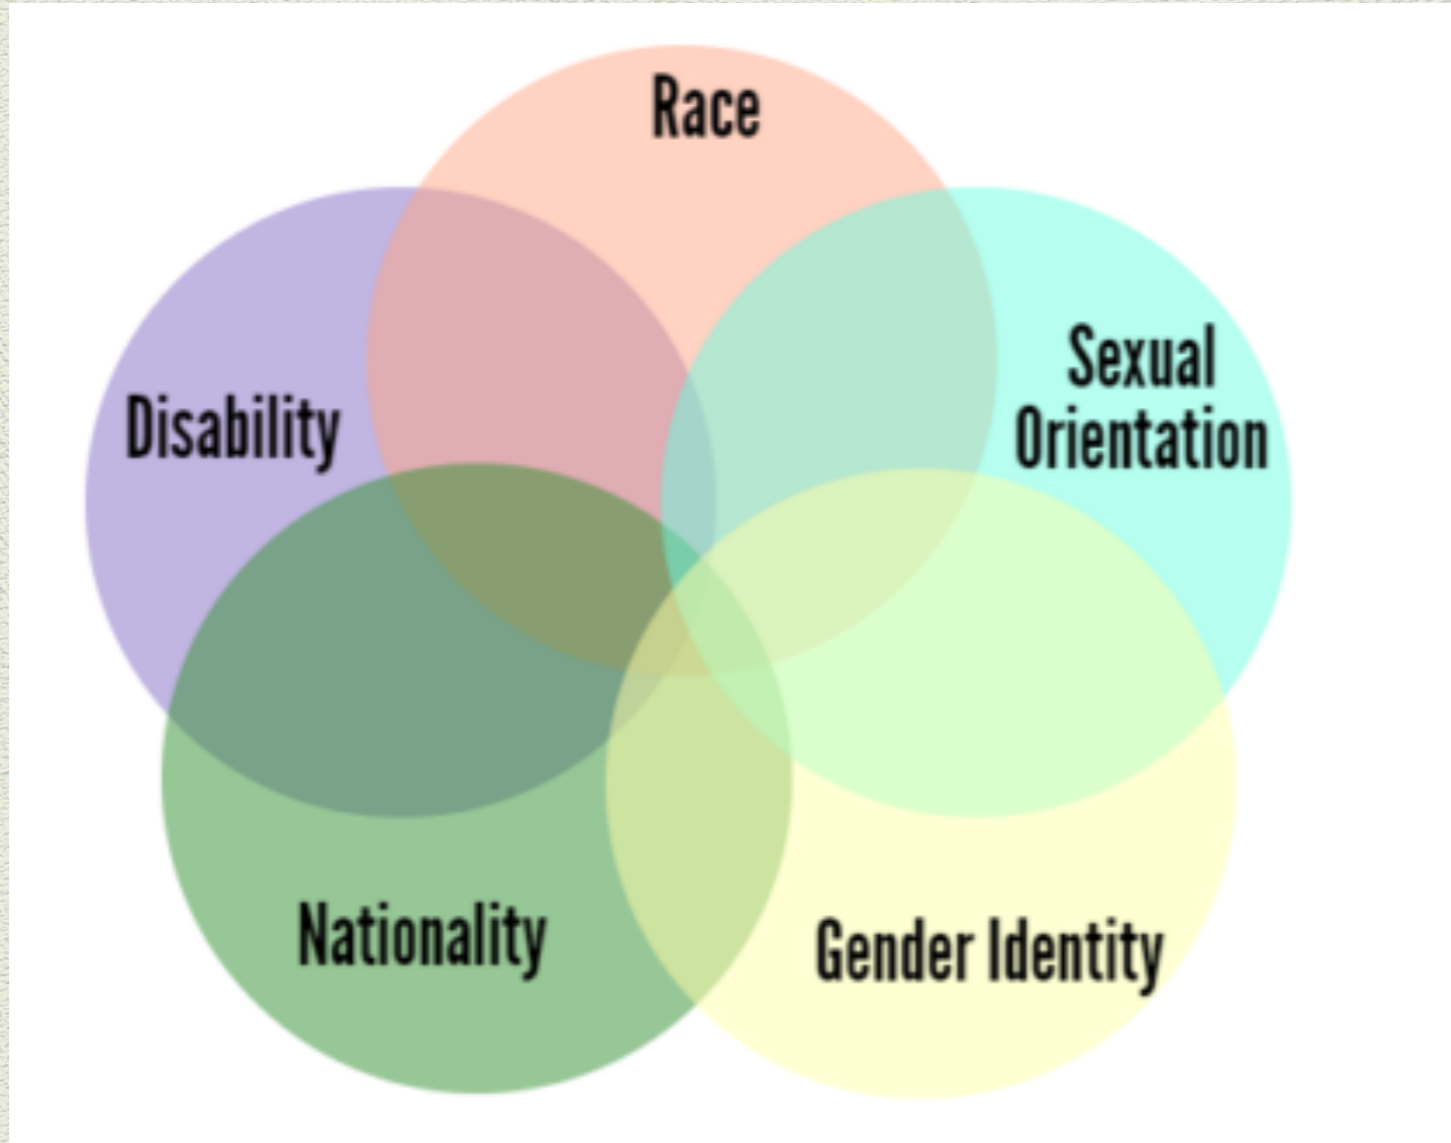 Race
Disability
Sexual
Orientation
Nationality
Gender Identity